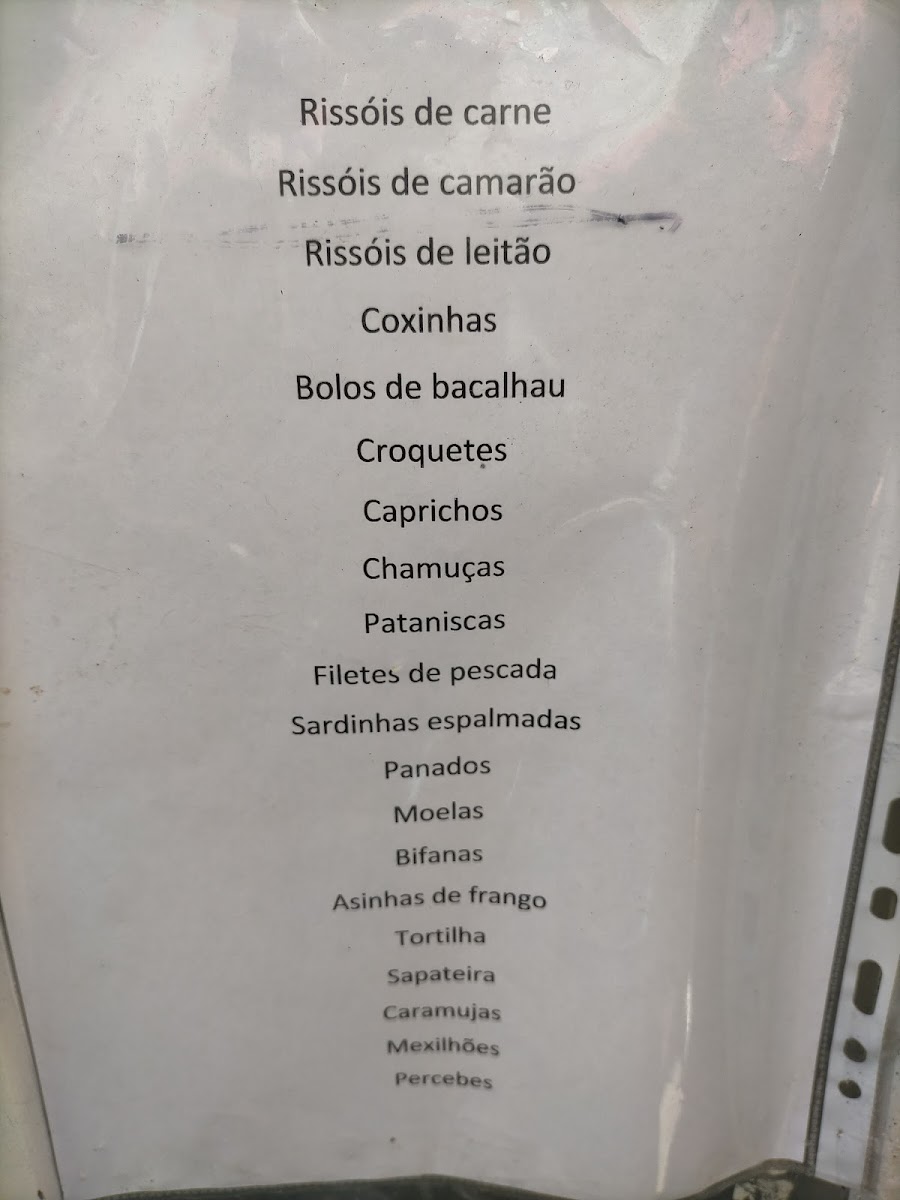 Rissóis de carne
Rissóis de camarão
Rissóis de leitão
Coxinhas
Bolos de bacalhau
Croquetes
Caprichos
Chamuças
Pataniscas
Filetes de pescada
Sardinhas espalmadas
Panados
Moelas
Bifanas
Asinhas de frango
Tortilha
Sapateira
Caramujas
Mexilhões
Percebes